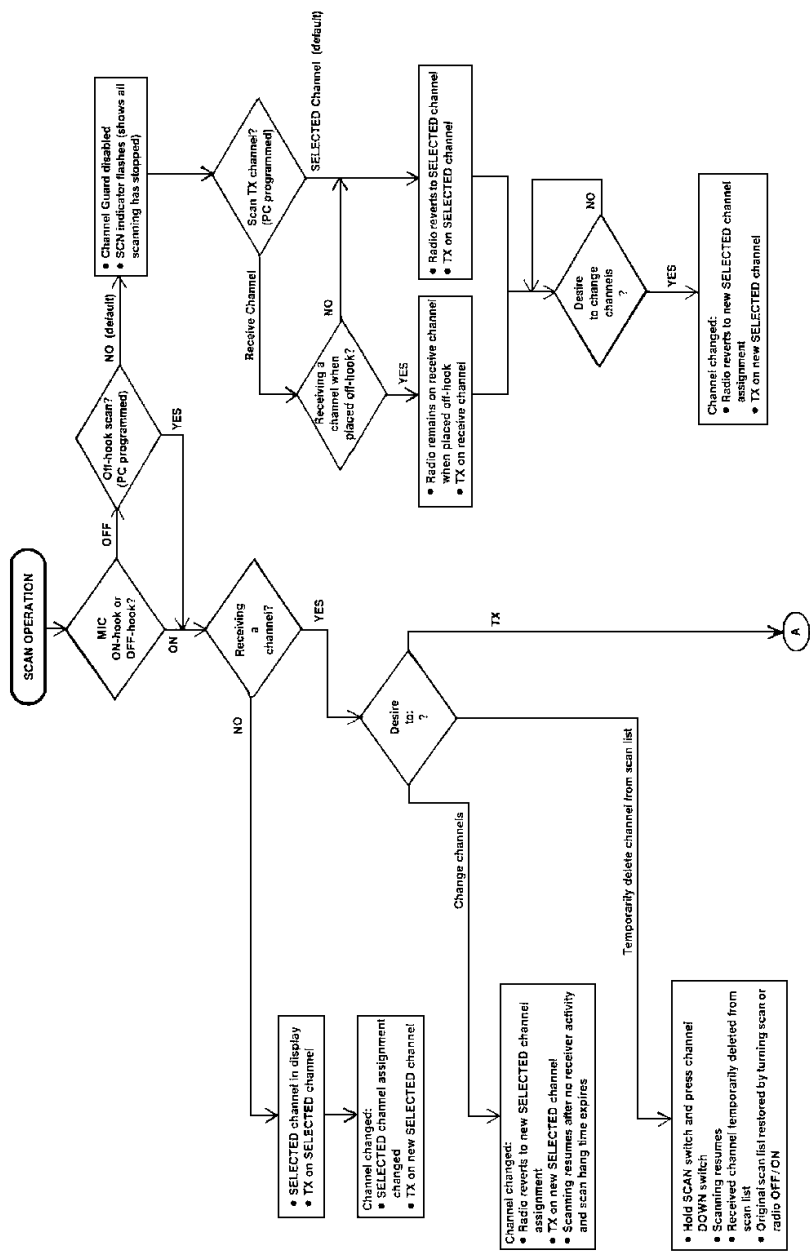 SCAN OPERATION
MIC
ON-hook or
OFF-hook?
OFF
ON
Off-hook scan?
(PC programmed)
NO (default)
YES
● Channel Guard disabled
● SCN indicator flashes (shows all
scanning has stopped)
Scan TX channel?
(PC programmed)
SELECTED Channel (default)
Receive Channel
Receiving a
channel when
placed off-hook?
NO
YES
● Radio remains on receive channel
when placed off-hook
● TX on receive channel
● Radio reverts to SELECTED channel
● TX on SELECTED channel
Desire
to change
channels
?
NO
YES
Channel changed:
● Radio reverts to new SELECTED channel
assignment
● TX on new SELECTED channel
Receiving
a
channel?
NO
YES
● SELECTED channel in display
● TX on SELECTED channel
Channel changed:
● SELECTED channel assignment
changed
● TX on new SELECTED channel
Desire
to:
?
Change channels
Channel changed:
● Radio reverts to new SELECTED channel
assignment
● TX on new SELECTED channel
● Scanning resumes after no receiver activity
and scan hang time expires
Temporarily delete channel from scan list
● Hold SCAN switch and press channel
DOWN switch
● Scanning resumes
● Received channel temporarily deleted from
scan list
● Original scan list restored by turning scan or
radio OFF/ON
TX
A